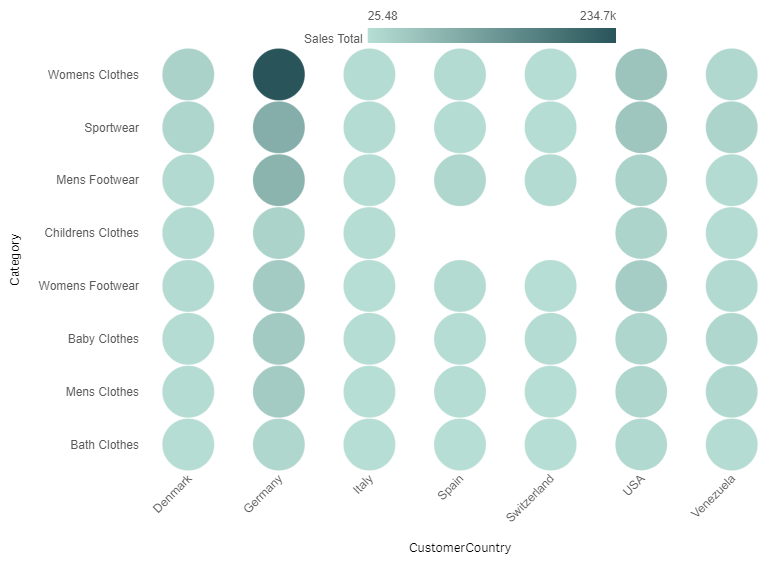 25.48 234.7k
Sales Total
Womens Clothes
Sportwear
Mens Footwear
Childrens Clothes
Womens Footwear
Baby Clothes
Mens Clothes
Bath Clothes
Category
Denmark Germany Italy Spain Switzerland USA Venezuela
CustomerCountry